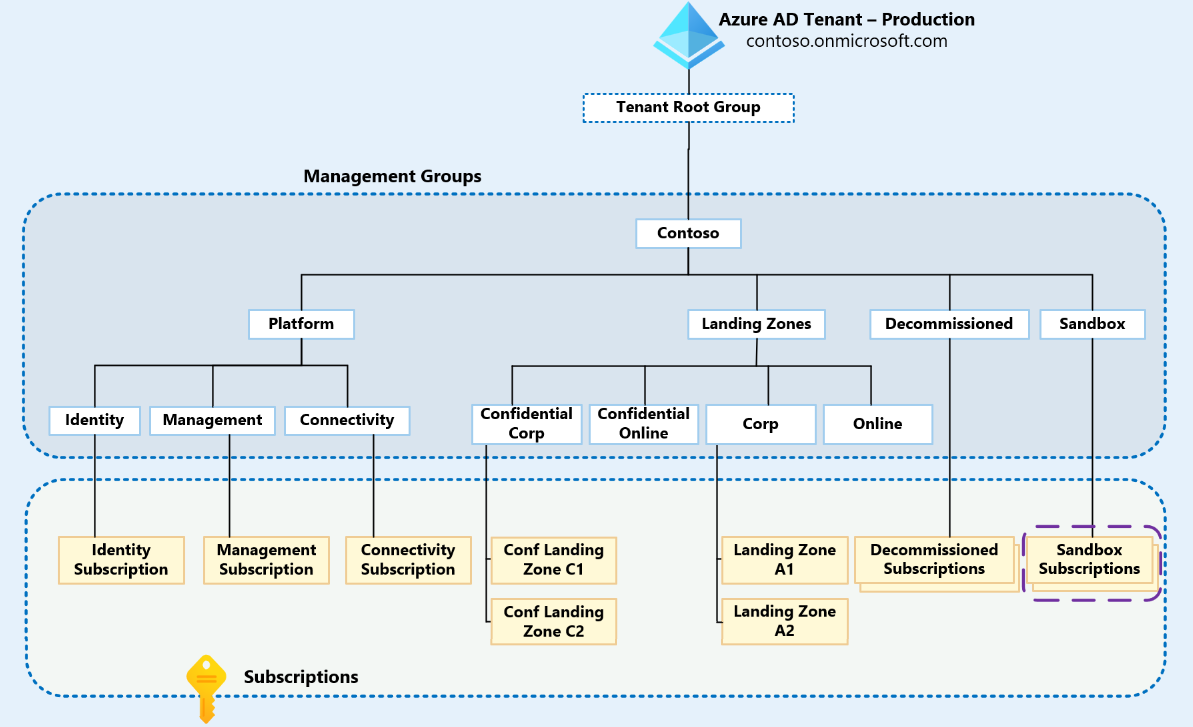 Azure AD Tenant – Production
contoso.onmicrosoft.com
Tenant Root Group
Management Groups
Contoso
Platform
Landing Zones
Decommissioned
Sandbox
Identity
Management
Connectivity
Confidential
Corp
Confidential
Online
Corp
Online
Identity
Subscription
Management
Subscription
Connectivity
Subscription
Conf Landing
Zone C1
Landing Zone
A1
Decommissioned
Subscriptions
Sandbox
Subscriptions
Conf Landing
Zone C2
Landing Zone
A2
Subscriptions